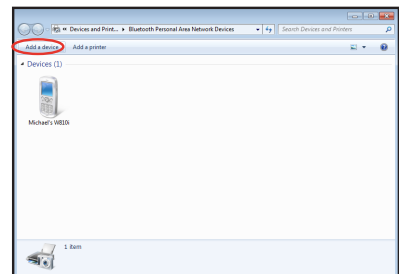 « Devices and Print... ▸ Bluetooth Personal Area Network Devices
Search Devices and Printers
Add a device
Add a printer
Devices (1)
Michael's W810i
1 item